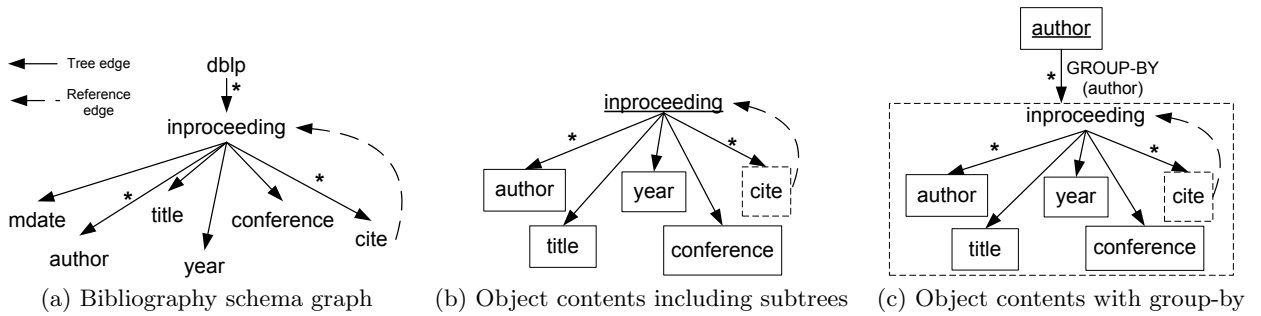 Tree edge
Reference
edge
dblp
*
inproceeding
*
*
mdate
title
conference
author
year
cite
(a) Bibliography schema graph
inproceeding
*
*
author
year
cite
title
conference
(b) Object contents including subtrees
author
*
GROUP-BY
(author)
inproceeding
*
*
author
year
cite
title
conference
(c) Object contents with group-by